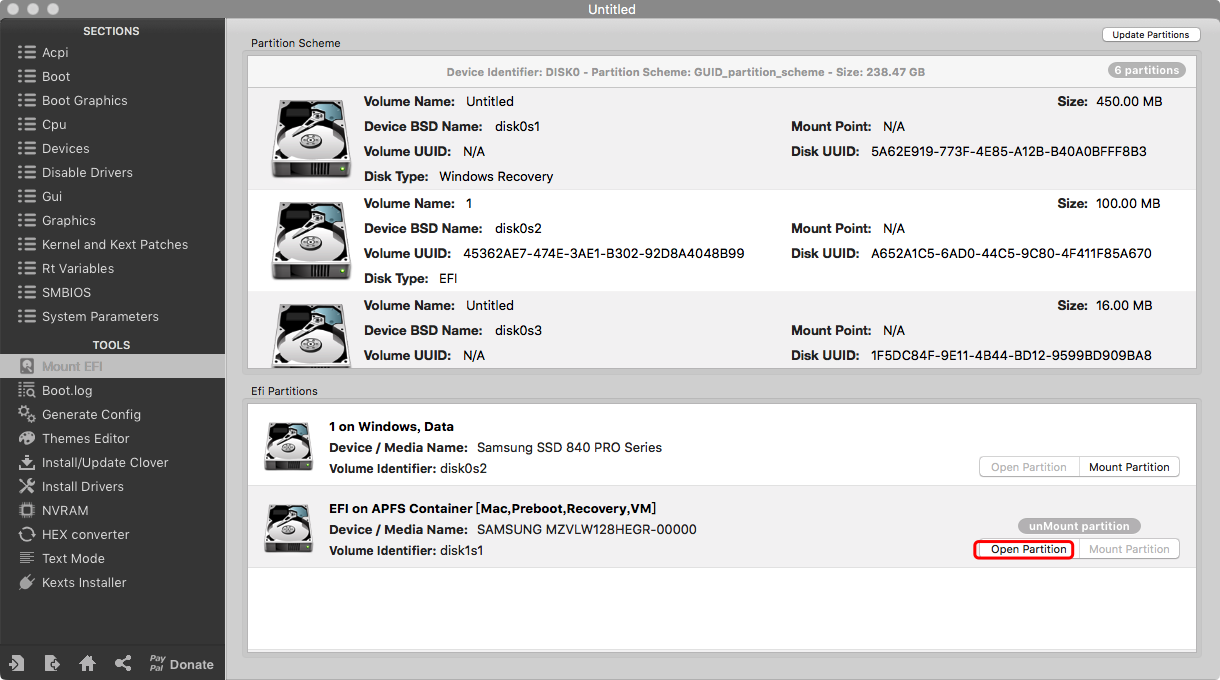 Untitled
SECTIONS
Acpi
Boot
Boot Graphics
Cpu
Devices
Disable Drivers
Gui
Graphics
Kernel and Kext Patches
Rt Variables
SMBIOS
System Parameters
TOOLS
Mount EFI
Boot.log
Generate Config
Themes Editor
Install/Update Clover
Install Drivers
NVRAM
HEX converter
Text Mode
Kexts Installer
Pay
Pal
Donate
Partition Scheme
Update Partitions
Device Identifier: DISK0 - Partition Scheme: GUID_partition_scheme - Size: 238.47 GB
6 partitions
Volume Name: Untitled
Size: 450.00 MB
Device BSD Name: disk0s1
Mount Point: N/A
Volume UUID: N/A
Disk UUID: 5A62E919-773F-4E85-A12B-B40A0BFFF8B3
Disk Type: Windows Recovery
Volume Name: 1
Size: 100.00 MB
Device BSD Name: disk0s2
Mount Point: N/A
Volume UUID: 45362AE7-474E-3AE1-B302-92D8A4048B99
Disk UUID: A652A1C5-6AD0-44C5-9C80-4F411F85A670
Disk Type: EFI
Volume Name: Untitled
Size: 16.00 MB
Device BSD Name: disk0s3
Mount Point: N/A
Volume UUID: N/A
Disk UUID: 1F5DC84F-9E11-4B44-BD12-9599BD909BA8
Efi Partitions
1 on Windows, Data
Device / Media Name: Samsung SSD 840 PRO Series
Volume Identifier: disk0s2
Open Partition
Mount Partition
EFI on APFS Container [Mac,Preboot,Recovery,VM]
Device / Media Name: SAMSUNG MZVLW128HEGR-00000
Volume Identifier: disk1s1
unMount partition
Open Partition
Mount Partition